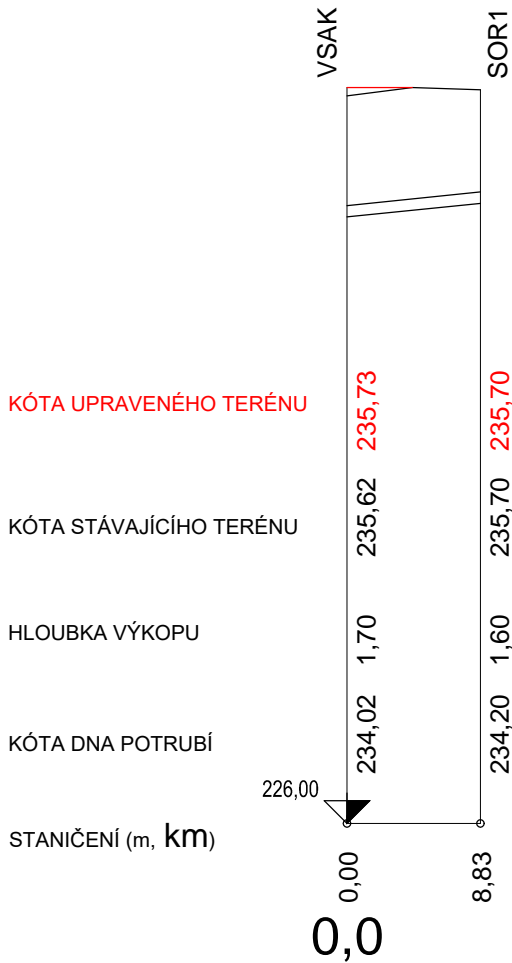 VSAK SOR1
KÓTA UPRAVENÉHO TERÉNU 235,73 235,70
KÓTA STÁVAJÍCÍHO TERÉNU 235,62 235,70
HLOUBKA VÝKOPU 1,70 1,60
KÓTA DNA POTRUBÍ 234,02 234,20
226,00
STANIČENÍ (m, km) 0,00 8,83
0,0